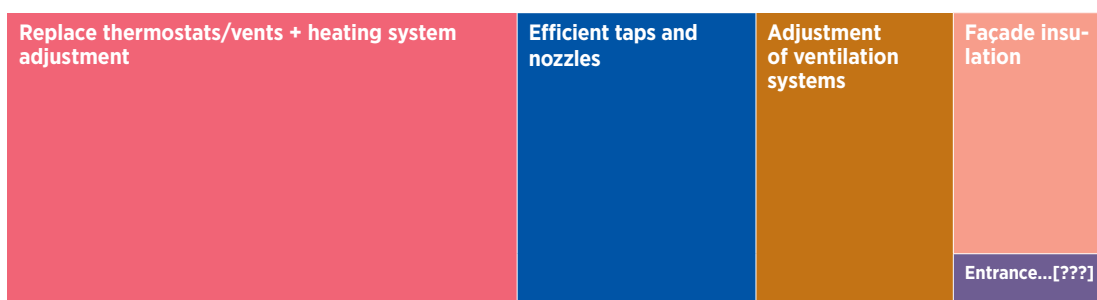 Replace thermostats/vents + heating system
adjustment
Efficient taps and
nozzles
Adjustment
of ventilation
systems
Façade insu-
lation
Entrance...[???]